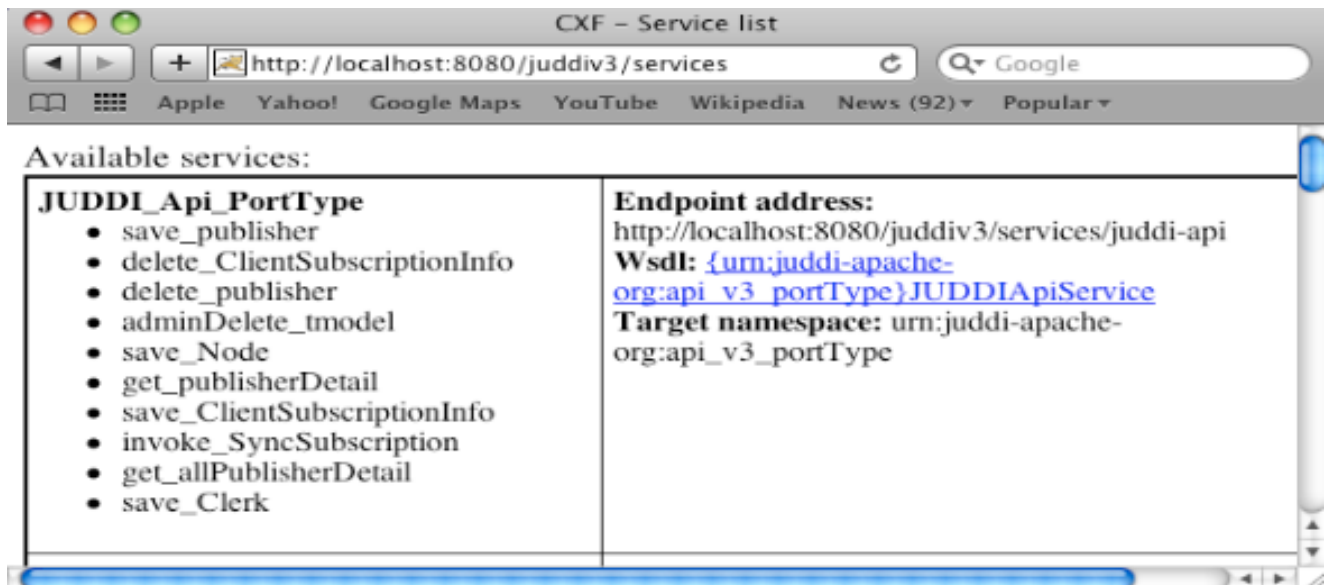 CXF – Service list
http://localhost:8080/juddiv3/services
Google
Apple Yahoo! Google Maps YouTube Wikipedia News (92) Popular
Available services:
JUDDI_Api_PortType
• save_publisher
• delete_ClientSubscriptionInfo
• delete_publisher
• adminDelete_tmodel
• save_Node
• get_publisherDetail
• save_ClientSubscriptionInfo
• invoke_SyncSubscription
• get_allPublisherDetail
• save_Clerk
Endpoint address:
http://localhost:8080/juddiv3/services/juddi-api
Wsdl: {urn:juddi-apache-
org:api_v3_portType}JUDDIApiService
Target namespace: urn:juddi-apache-
org:api_v3_portType